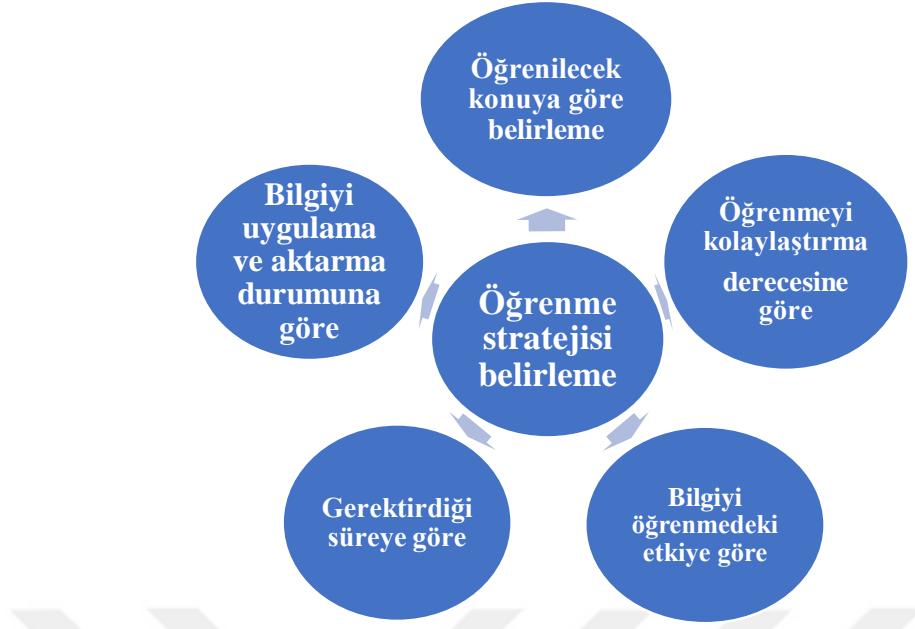 Öğrenilecek
konuya göre
belirleme
Öğrenmeyi
kolaylaştırma
derecesine
göre
Bilgiyi
öğrenmedeki
etkiye göre
Gerektirdiği
süreye göre
Bilgiyi
uygulama
ve aktarma
durumuna
göre
Öğrenme
stratejisi
belirleme